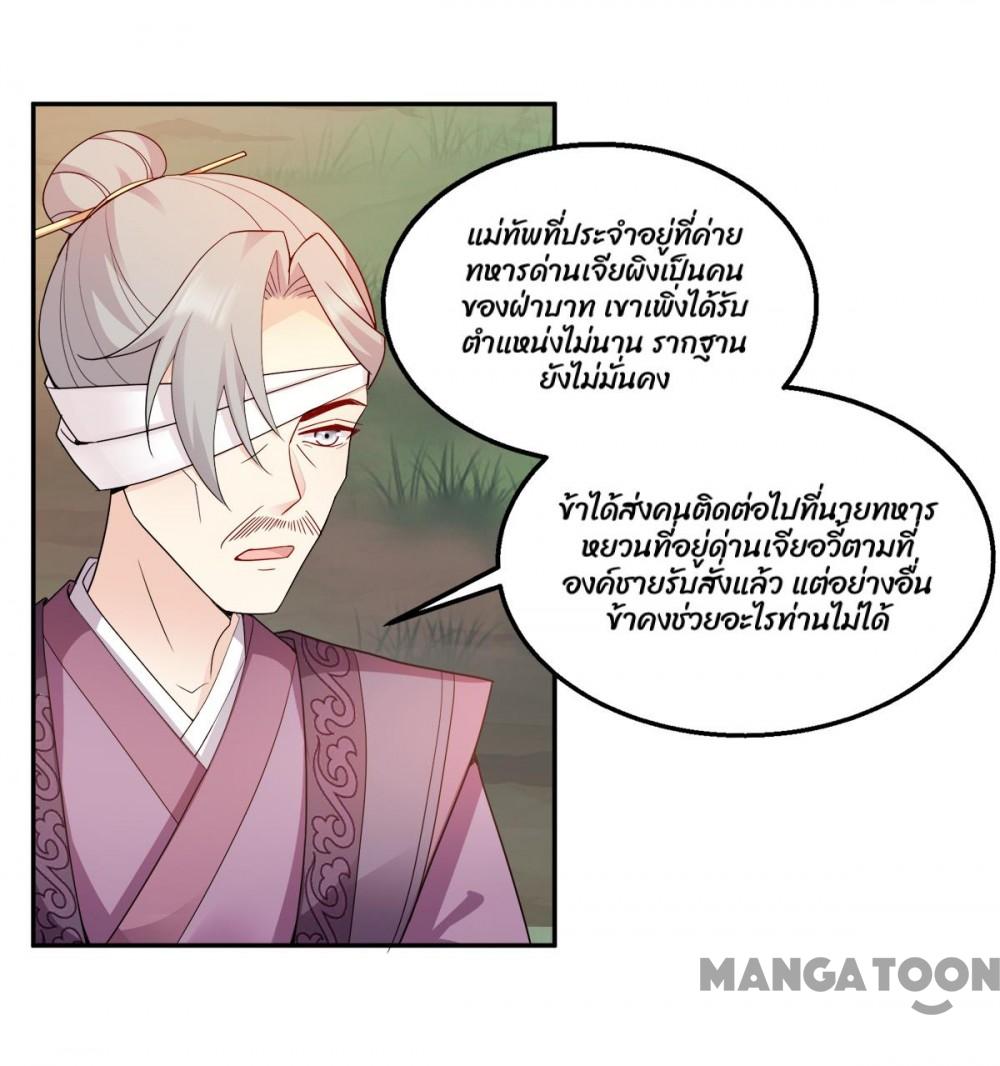 แม่ทัพที่ประจำอยู่ที่ค่าย
ทหารด่านเจียผิงเป็นคน
ของฝ่าบาท เขาเพิ่งได้รับ
ตำแหน่งไม่นาน รากฐาน
ยังไม่มั่นคง
ข้าได้ส่งคนติดต่อไปที่นายทหาร
หยวนที่อยู่ด่านเจียอวี้ตามที่
องค์ชายรับสั่งแล้ว แต่อย่างอื่น
ข้าคงช่วยอะไรท่านไม่ได้
MANGATOON